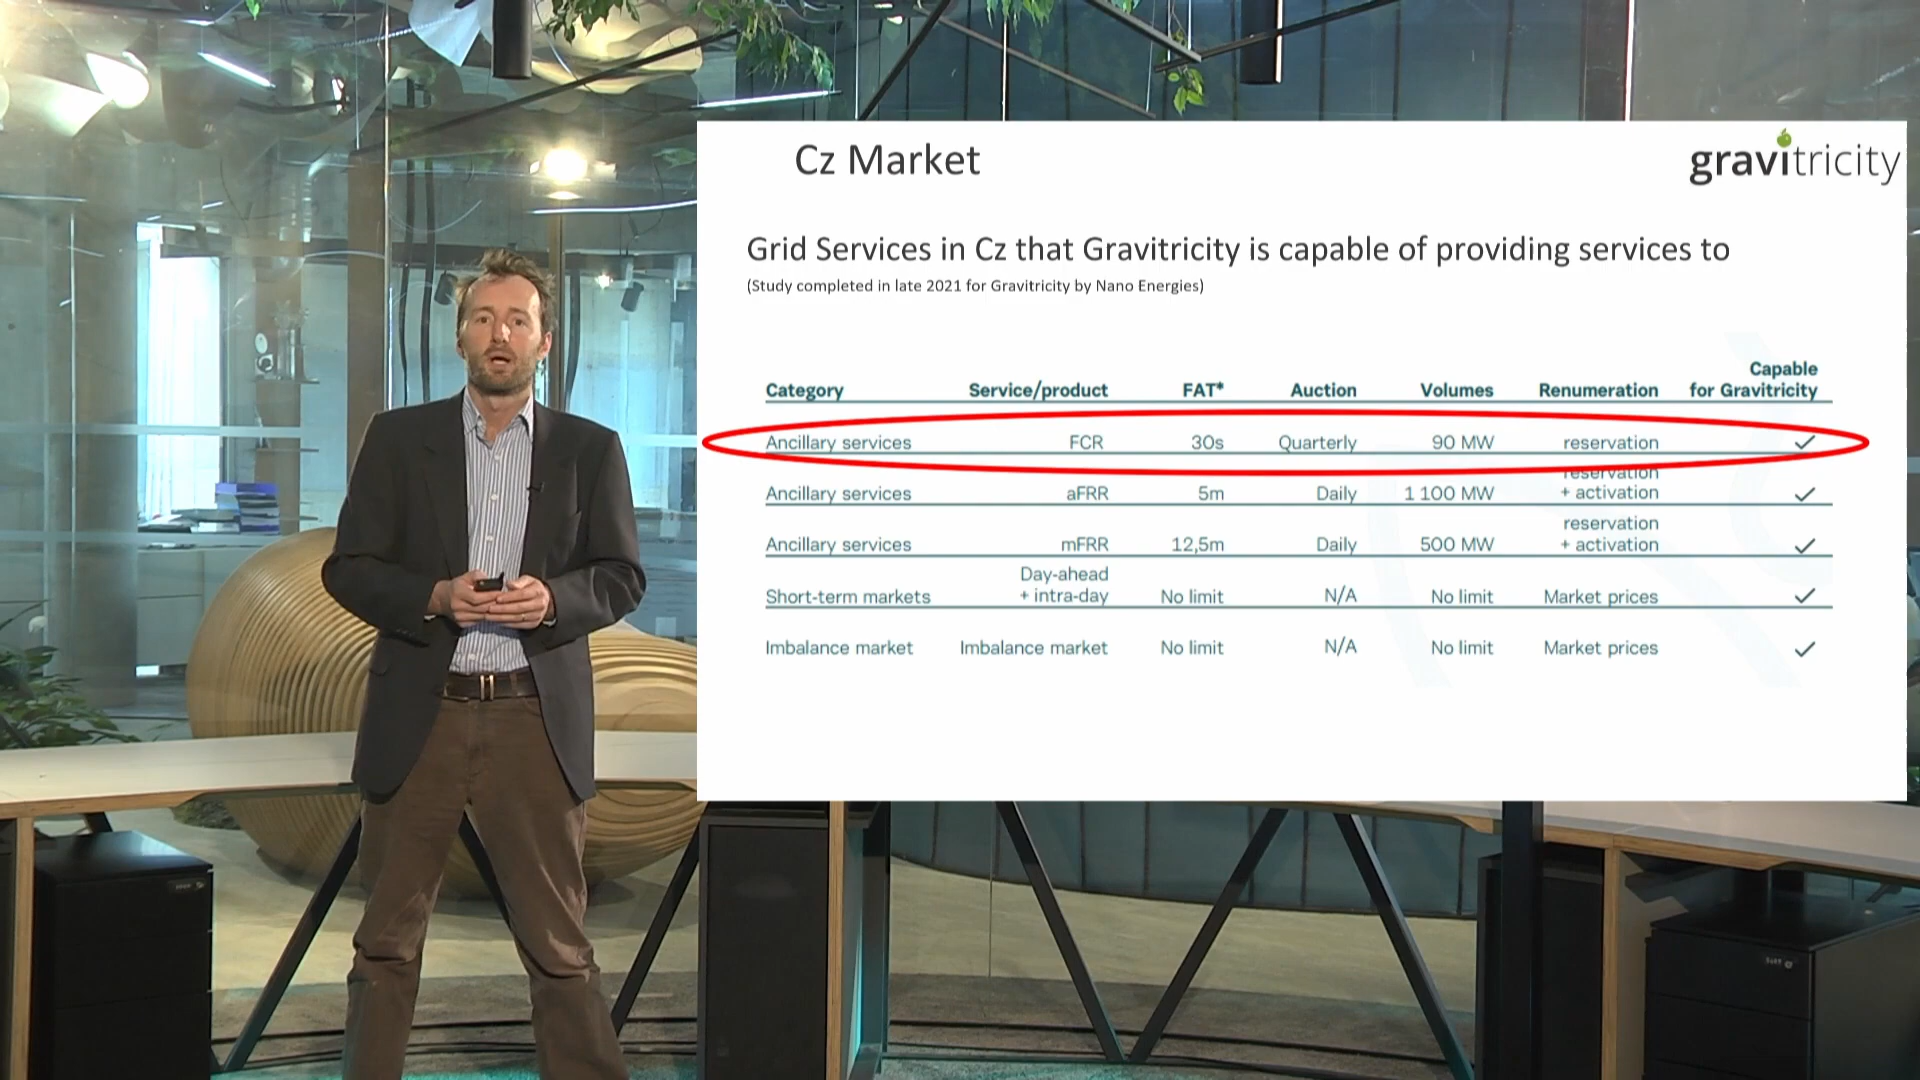 Cz Market
gravitricity
Grid Services in Cz that Gravitricity is capable of providing services to
(Study completed in late 2021 for Gravitricity by Nano Energies)
Category Service/product FAT* Auction Volumes Renumeration Capable for Gravitricity
Ancillary services FCR 30s Quarterly 90 MW reservation ✓
Ancillary services aFRR 5m Daily 1 100 MW reservation + activation ✓
Ancillary services mFRR 12,5m Daily 500 MW reservation + activation ✓
Short-term markets Day-ahead + intra-day No limit N/A No limit Market prices ✓
Imbalance market Imbalance market No limit N/A No limit Market prices ✓